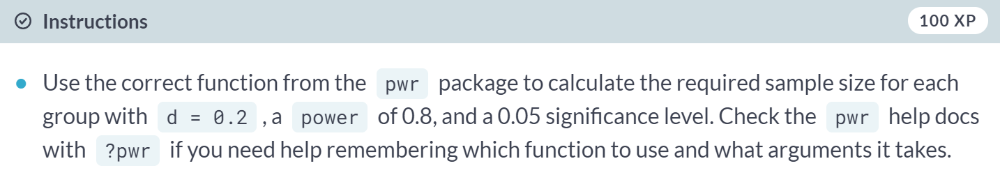 Instructions
100 XP
Use the correct function from the pwr package to calculate the required sample size for each
group with d = 0.2 , a power of 0.8, and a 0.05 significance level. Check the pwr help docs
with ?pwr if you need help remembering which function to use and what arguments it takes.